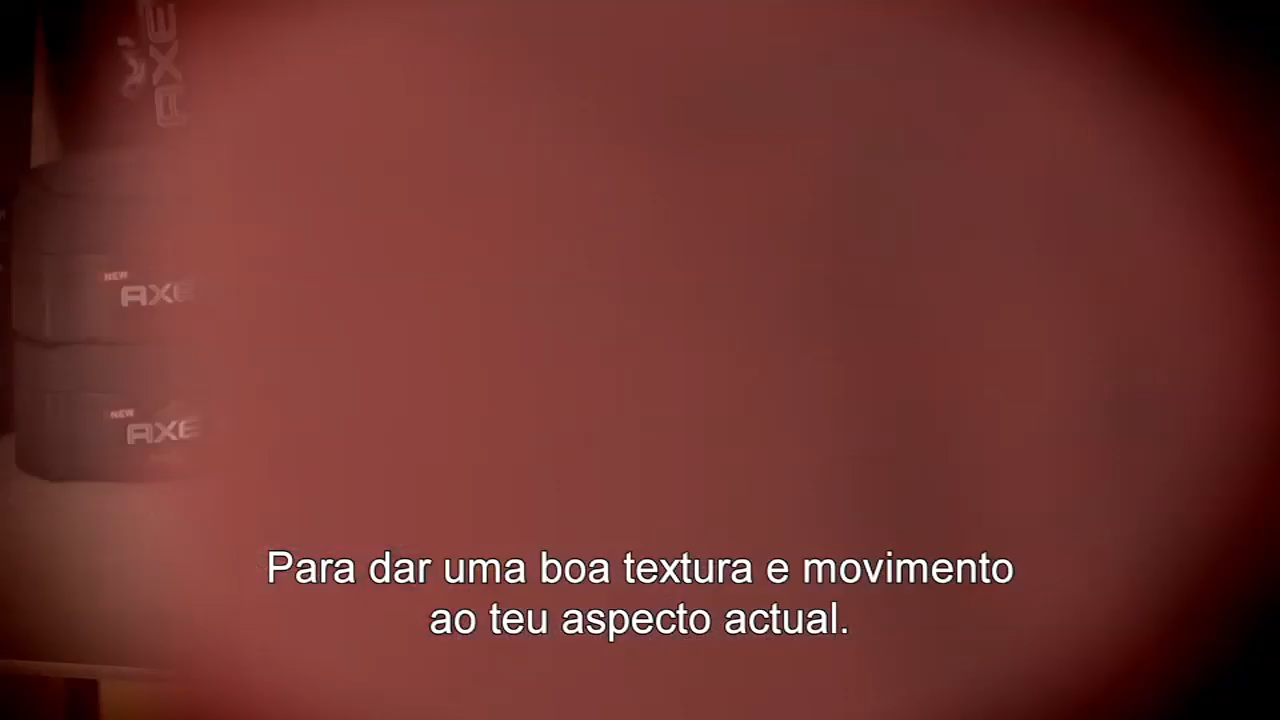 AXE
NEW
AXE
NEW
AXE
Para dar uma boa textura e movimento
ao teu aspecto actual.